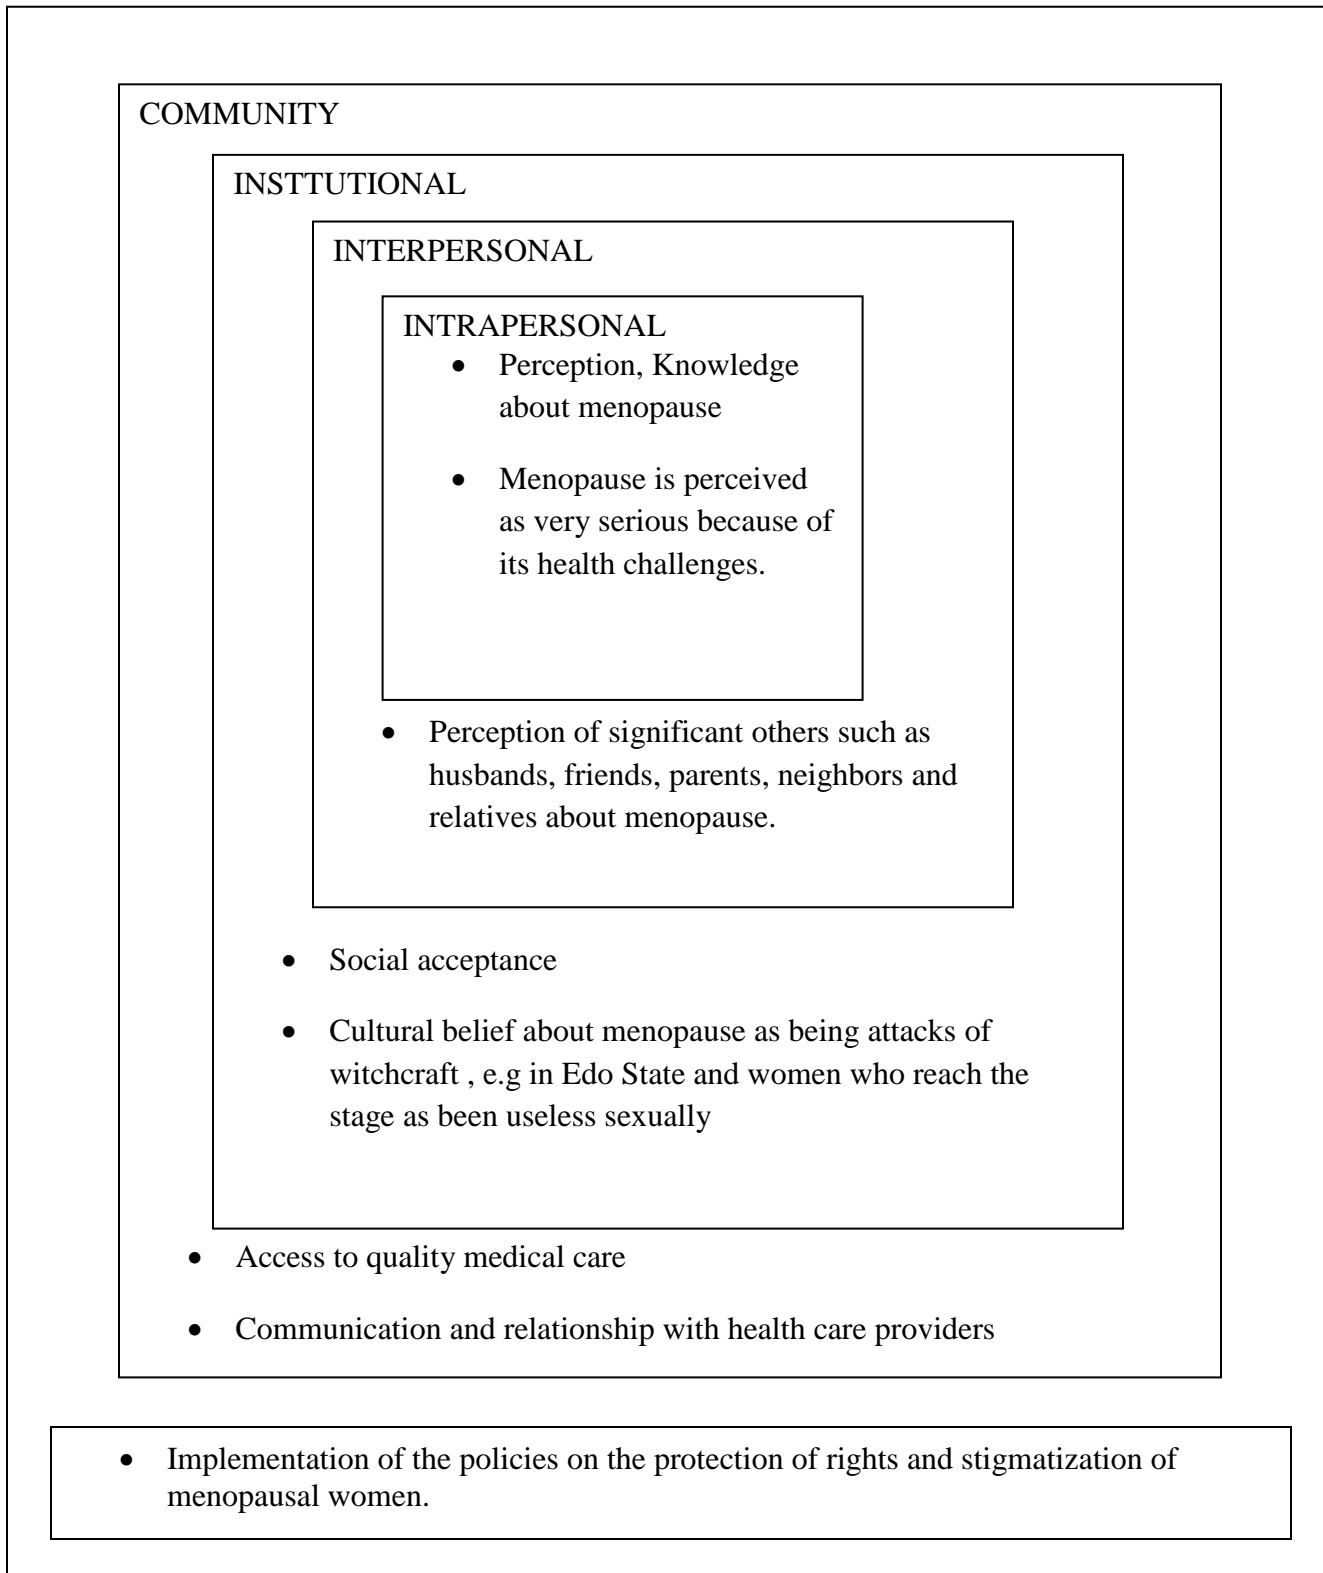 COMMUNITY
INSTTUTIONAL
INTERPERSONAL
INTRAPERSONAL
• Perception, Knowledge
about menopause
• Menopause is perceived
as very serious because of
its health challenges.
• Perception of significant others such as
husbands, friends, parents, neighbors and
relatives about menopause.
• Social acceptance
• Cultural belief about menopause as being attacks of
witchcraft , e.g in Edo State and women who reach the
stage as been useless sexually
• Access to quality medical care
• Communication and relationship with health care providers
• Implementation of the policies on the protection of rights and stigmatization of
menopausal women.